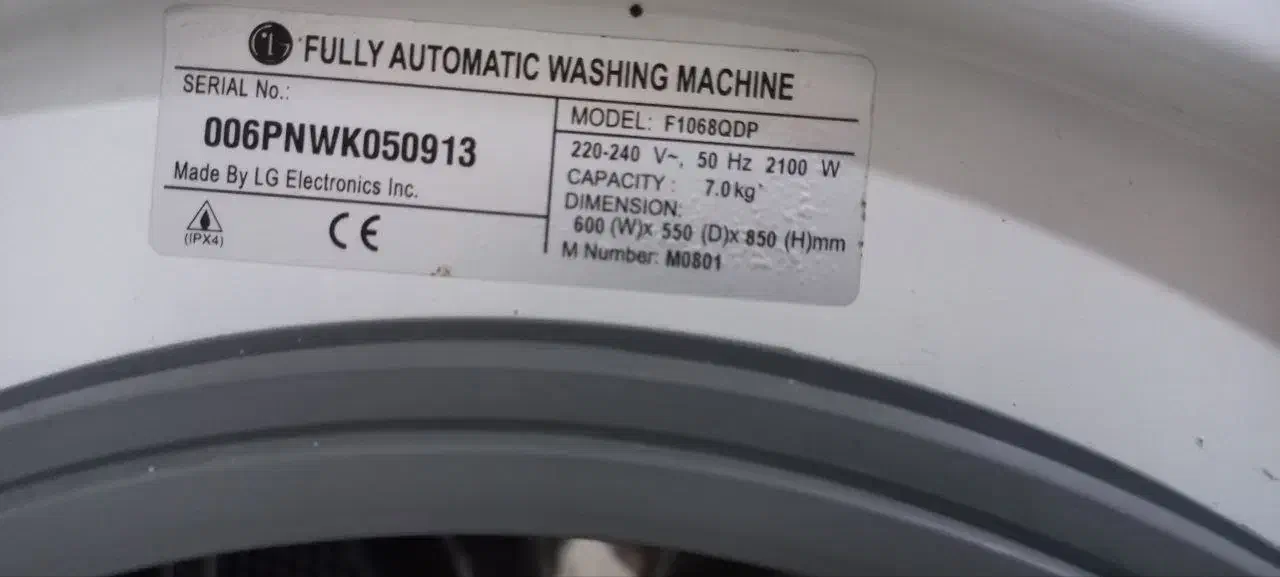 LG FULLY AUTOMATIC WASHING MACHINE
SERIAL No.:
006PNWK050913
Made By LG Electronics Inc.
(IPX4)
CE
MODEL: F1068QDP
220-240 V~, 50 Hz 2100 W
CAPACITY : 7.0kg
DIMENSION:
600 (W)x 550 (D)x 850 (H)mm
M Number: M0801